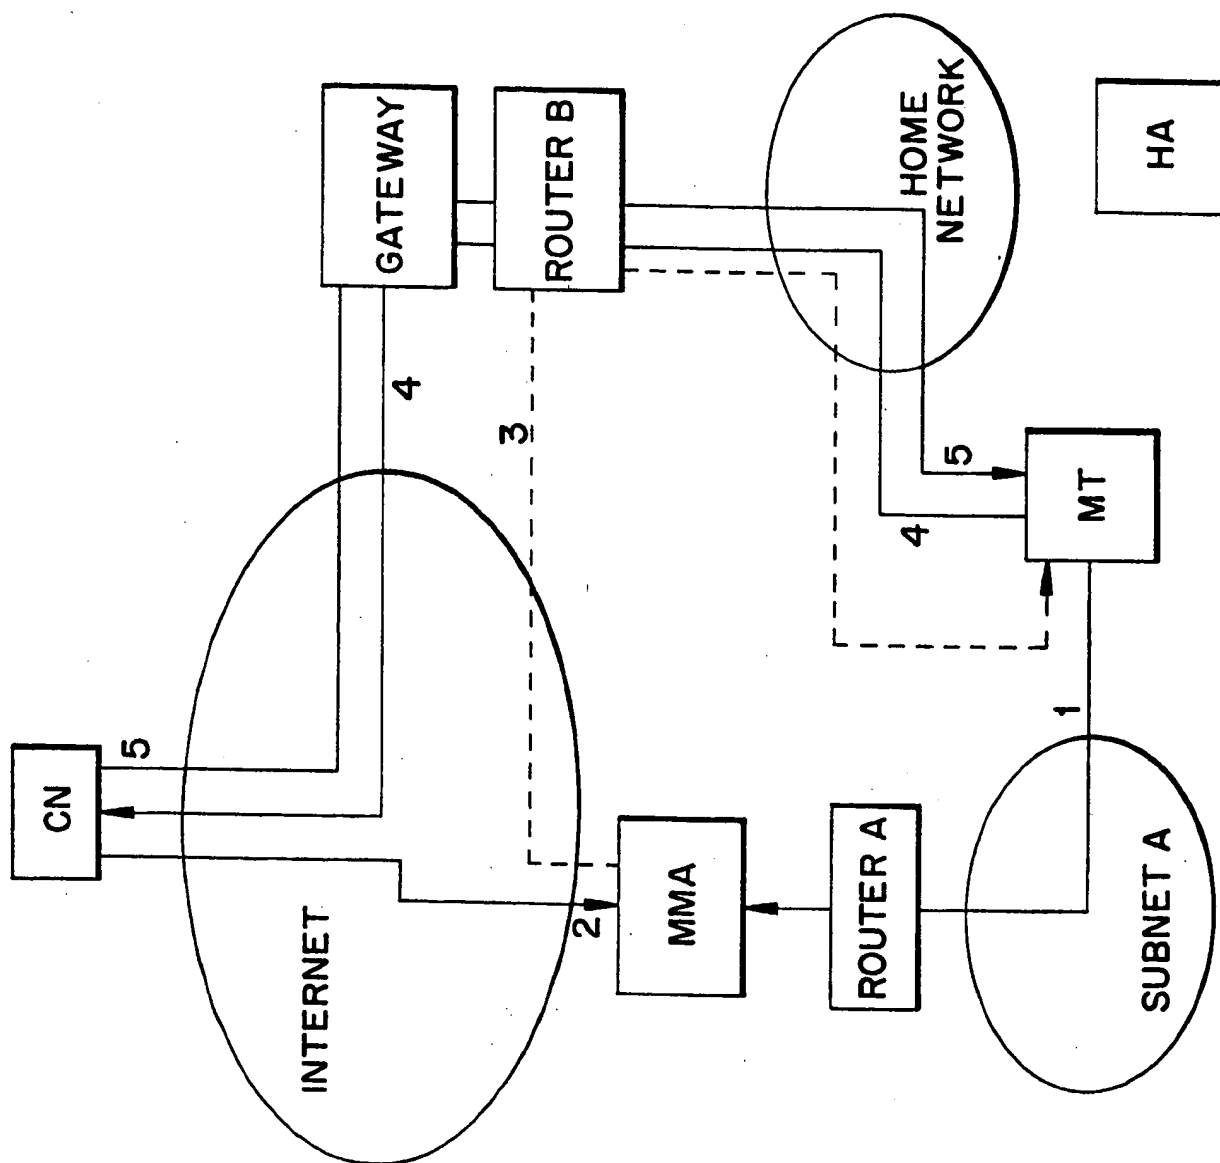 CN
5
INTERNET
2
MMA
ROUTER A
SUBNET A
1
MT
4
5
3
4
GATEWAY
ROUTER B
HOME
NETWORK
HA